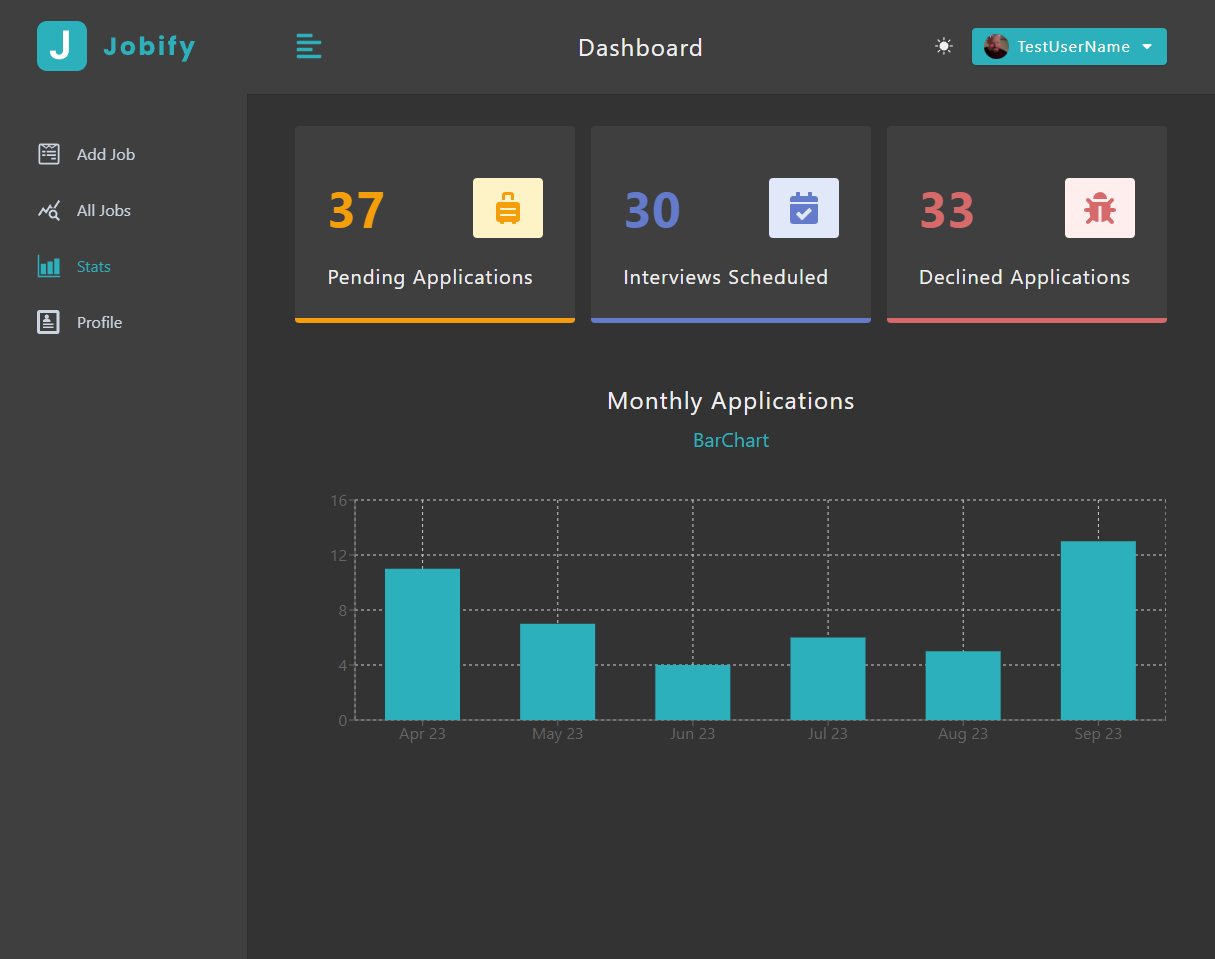 J Jobify
Dashboard
TestUserName
Add Job
All Jobs
Stats
Profile
37
Pending Applications
30
Interviews Scheduled
33
Declined Applications
Monthly Applications
BarChart
16
12
8
4
0
Apr 23 May 23 Jun 23 Jul 23 Aug 23 Sep 23